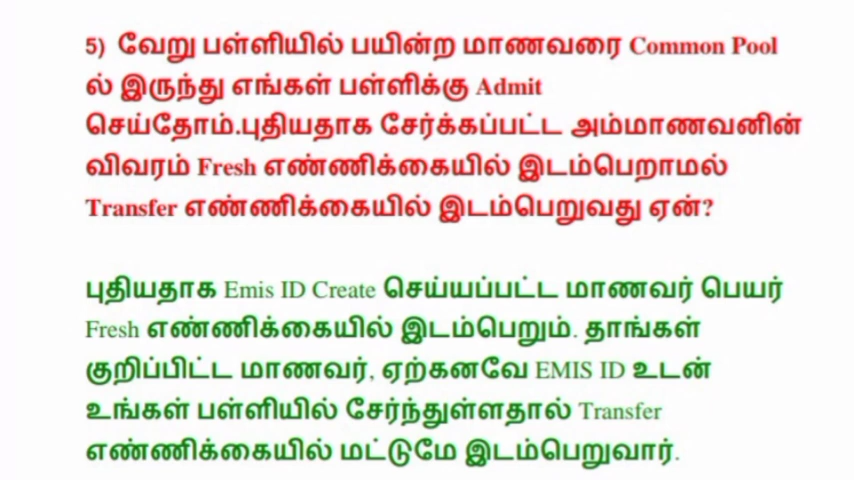 5) வேறு பள்ளியில் பயின்ற மாணவரை Common Pool
ல் இருந்து எங்கள் பள்ளிக்கு Admit
செய்தோம்.புதியதாக சேர்க்கப்பட்ட அம்மாணவனின்
விவரம் Fresh எண்ணிக்கையில் இடம்பெறாமல்
Transfer எண்ணிக்கையில் இடம்பெறுவது ஏன்?
புதியதாக Emis ID Create செய்யப்பட்ட மாணவர் பெயர்
Fresh எண்ணிக்கையில் இடம்பெறும். தாங்கள்
குறிப்பிட்ட மாணவர், ஏற்கனவே EMIS ID உடன்
உங்கள் பள்ளியில் சேர்ந்துள்ளதால் Transfer
எண்ணிக்கையில் மட்டுமே இடம்பெறுவார்.